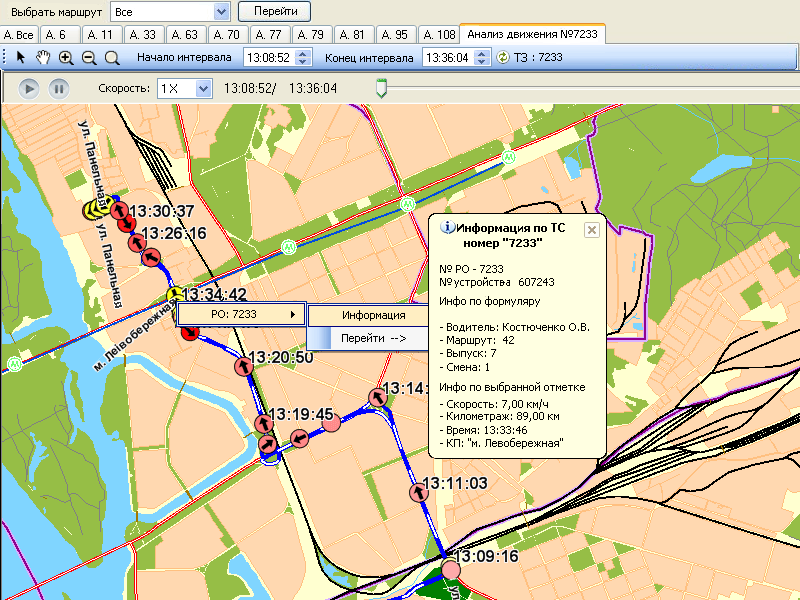 Выбрать маршрут Все Перейти
А. Все А. 6 А. 11 А. 33 А. 63 А. 70 А. 77 А. 79 А. 81 А. 95 А. 108 Анализ движения №7233
Начало интервала 13:08:52 Конец интервала 13:36:04 ТЗ : 7233
Скорость: 1 X 13:08:52/ 13:36:04
ул. Панельная
13:30:37
13:26:16
ул. Панельная
13:34:42
м. Леівобережная
РО: 7233
Информация
Перейти -->
13:20:50
13:14:
13:19:45
13:11:03
13:09:16
ул
Информация по ТС
номер "7233"
№ РО - 7233
№устройства 607243
Инфо по формуляру
- Водитель: Костюченко О.В.
- Маршрут: 42
- Выпуск: 7
- Смена: 1
Инфо по выбранной отметке
- Скорость: 7,00 км/ч
- Километраж: 89,00 км
- Время: 13:33:46
- КП: "м. Левобережная"